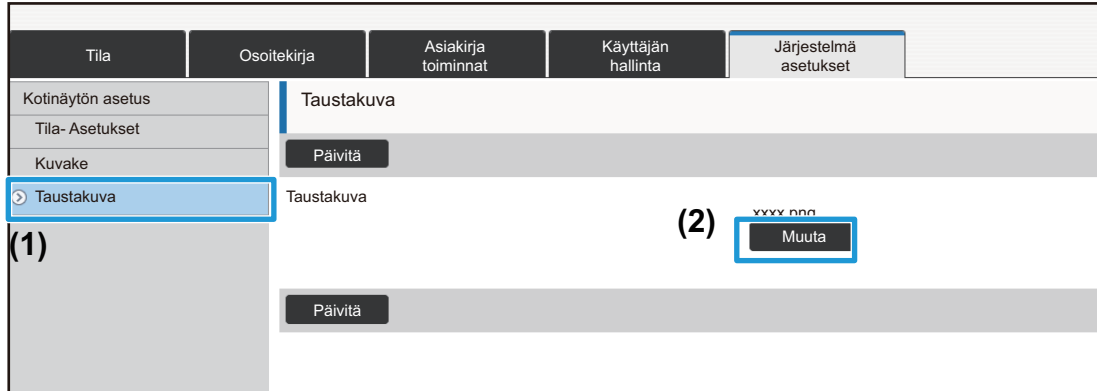 Tila
Osoitekirja
Asiakirja
toiminnat
Käyttäjän
hallinta
Järjestelmä
asetukset
Kotinäytön asetus
Tila- Asetukset
Kuvake
Taustakuva
(1)
Taustakuva
Päivitä
Taustakuva
xxxx.png
(2)
Muuta
Päivitä